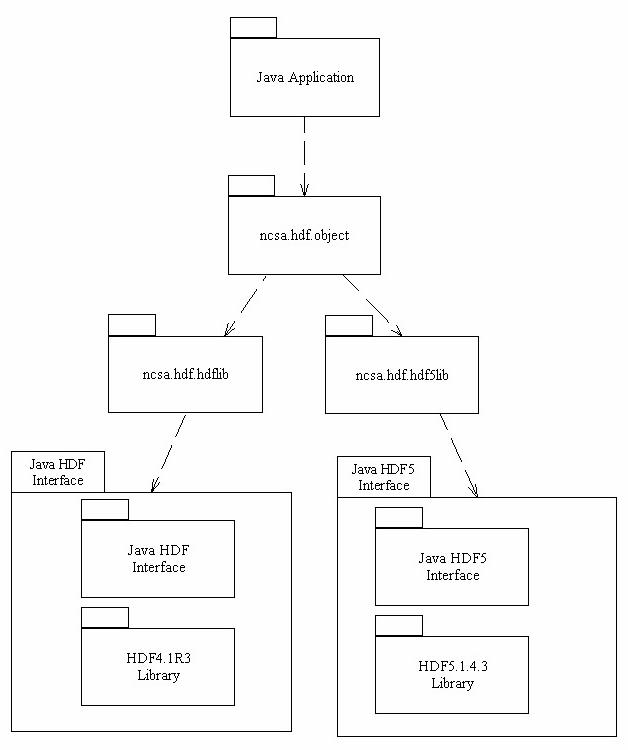 Java Application
ncsa.hdf.object
ncsa.hdf.hdflib
ncsa.hdf.hdf5lib
Java HDF
Interface
Java HDF
Interface
HDF4.1R3
Library
Java HDF5
Interface
Java HDF5
Interface
HDF5.1.4.3
Library